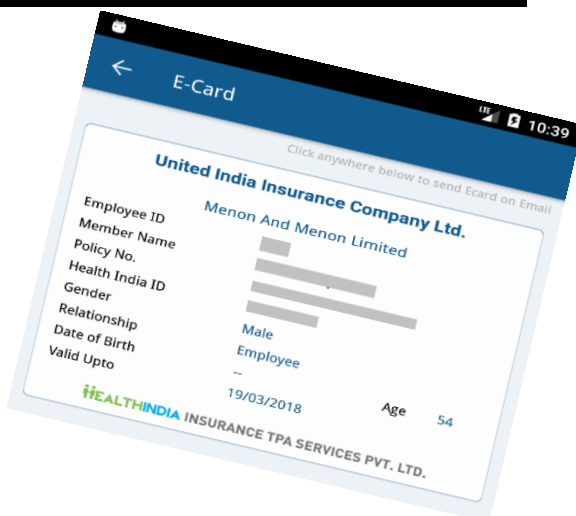 LTE 10:39
E-Card
Click anywhere below to send Ecard on Email
United India Insurance Company Ltd.
Menon And Menon Limited
Employee ID
Member Name
Policy No.
Health India ID
Gender Male
Relationship Employee
Date of Birth -- Age 54
Valid Upto 19/03/2018
HEALTHINDIA INSURANCE TPA SERVICES PVT. LTD.